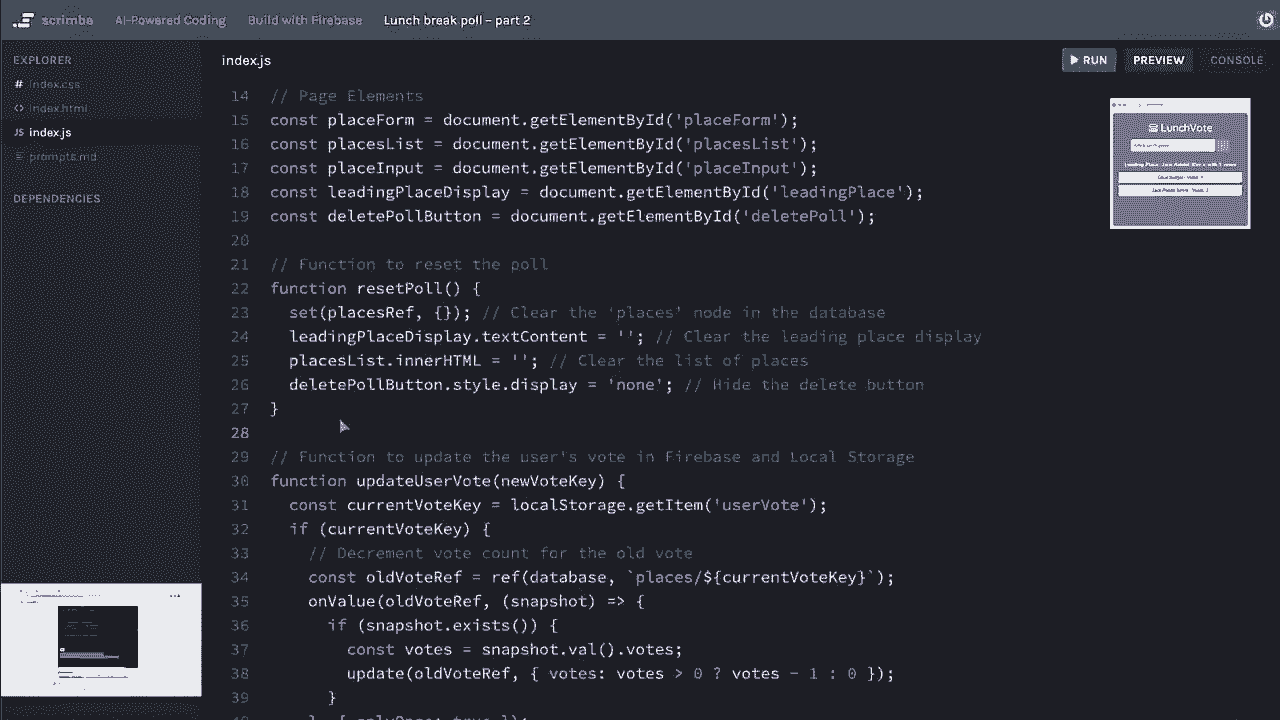 scrimba AI-Powered Coding Build with Firebase Lunch break poll - part 2
EXPLORER
# index.css
<> index.html
JS index.js
prompts.md
DEPENDENCIES
index.js
RUN PREVIEW CONSOLE
14 // Page Elements
15 const placeForm = document.getElementById('placeForm');
16 const placesList = document.getElementById('placesList');
17 const placeInput = document.getElementById('placeInput');
18 const leadingPlaceDisplay = document.getElementById('leadingPlace');
19 const deletePollButton = document.getElementById('deletePoll');
20
21 // Function to reset the poll
22 function resetPoll() {
23 set(placesRef, {}); // Clear the 'places' node in the database
24 leadingPlaceDisplay.textContent = ''; // Clear the leading place display
25 placesList.innerHTML = ''; // Clear the list of places
26 deletePollButton.style.display = 'none'; // Hide the delete button
27 }
28
29 // Function to update the user's vote in Firebase and Local Storage
30 function updateUserVote(newVoteKey) {
31 const currentVoteKey = localStorage.getItem('userVote');
32 if (currentVoteKey) {
33 // Decrement vote count for the old vote
34 const oldVoteRef = ref(database, `places/${currentVoteKey}`);
35 onValue(oldVoteRef, (snapshot) => {
36 if (snapshot.exists()) {
37 const votes = snapshot.val().votes;
38 update(oldVoteRef, { votes: votes > 0 ? votes - 1 : 0 });
39 }
40 }, { onlyOnce: true });
LunchVote